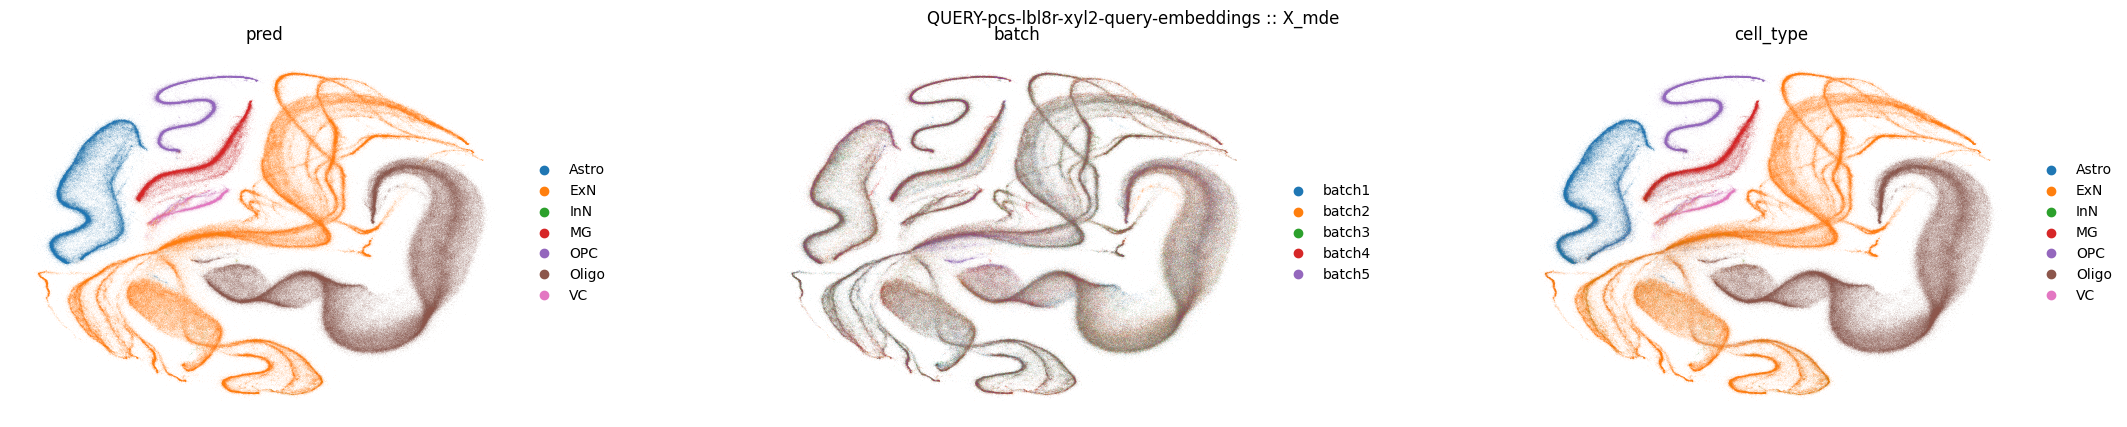 QUERY-pcs-lbl8r-xyl2-query-embeddings :: X_mde
pred
Astro
ExN
InN
MG
OPC
Oligo
VC
batch
batch1
batch2
batch3
batch4
batch5
cell_type
Astro
ExN
InN
MG
OPC
Oligo
VC